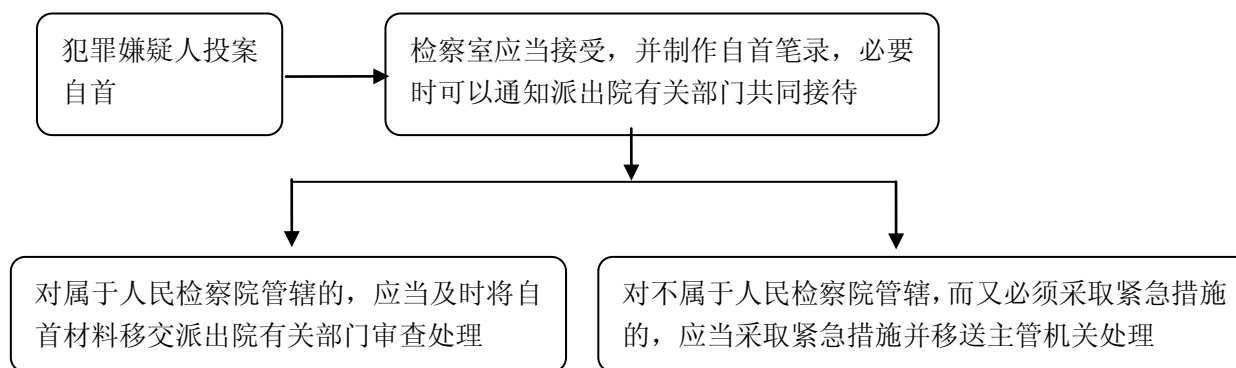 犯罪嫌疑人投案
自首
检察室应当接受，并制作自首笔录，必要
时可以通知派出院有关部门共同接待
对属于人民检察院管辖的，应当及时将自
首材料移交派出院有关部门审查处理
对不属于人民检察院管辖，而又必须采取紧急措施
的，应当采取紧急措施并移送主管机关处理